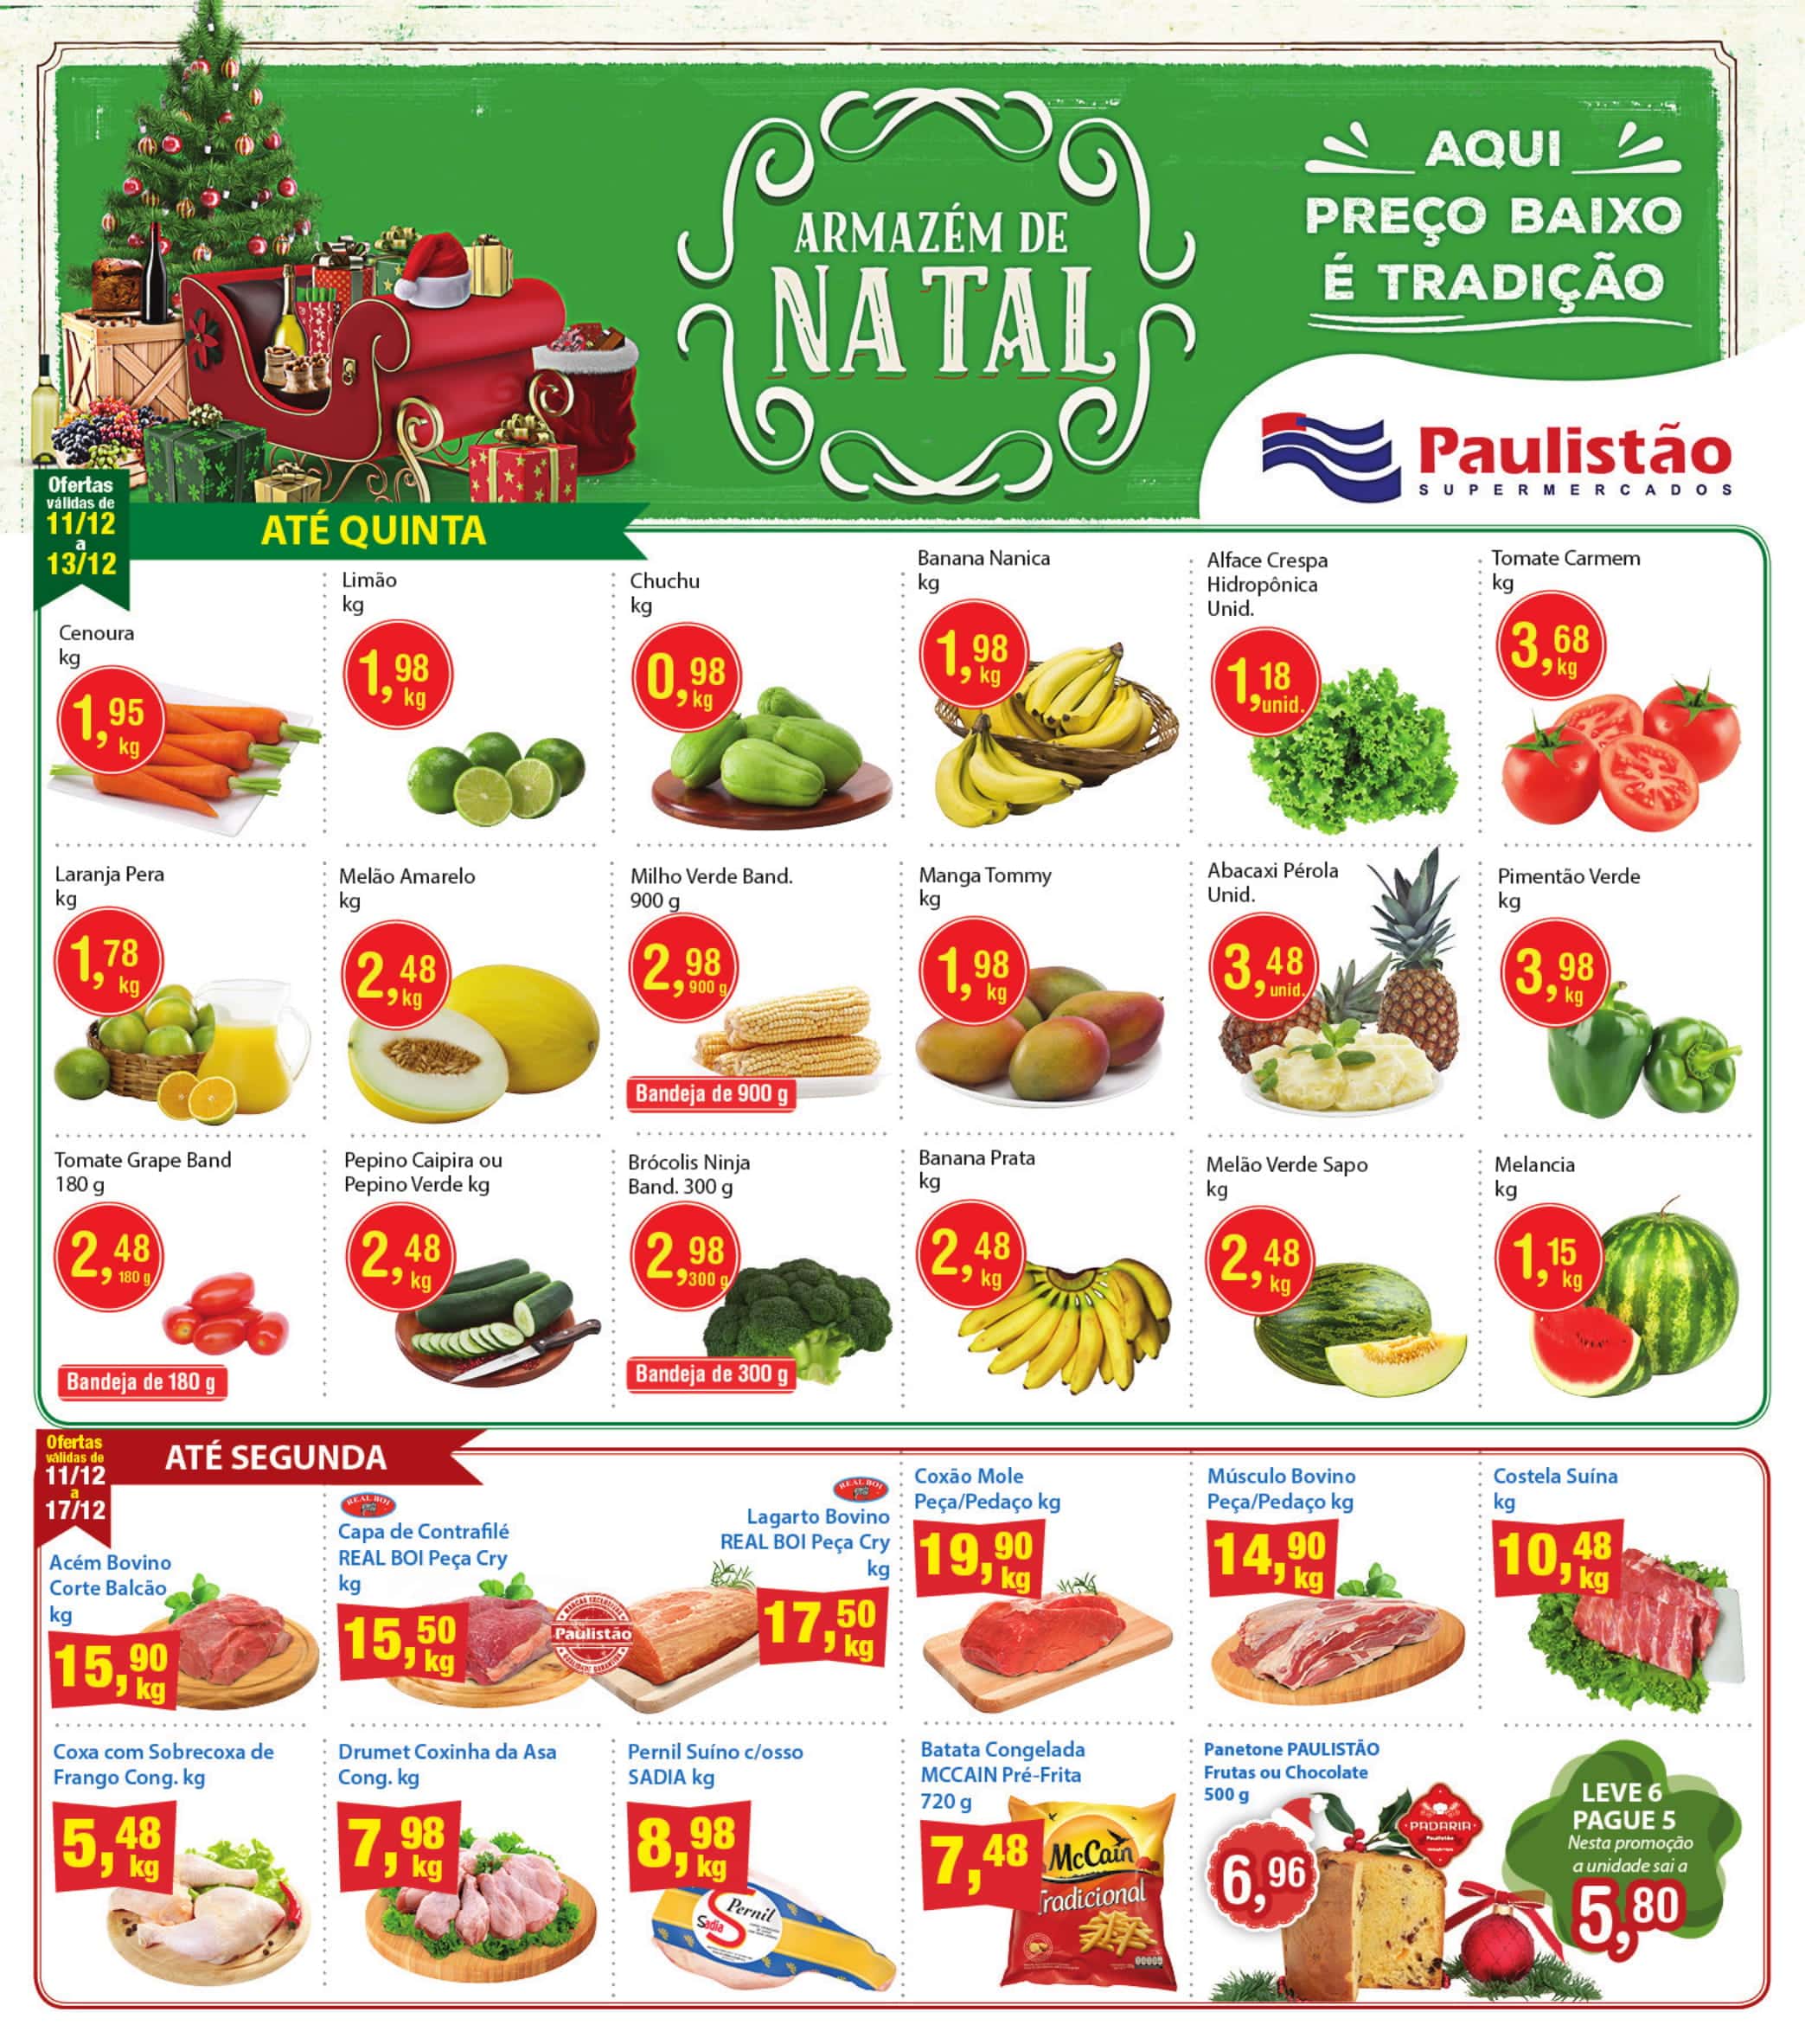 ARMAZÉM DE
NATAL
AQUI
PREÇO BAIXO
É TRADIÇÃO
Paulistão
SUPERMERCADOS
Ofertas
válidas de
11/12
a
13/12
ATÉ QUINTA
Cenoura
kg
1,95
kg
Limão
kg
1,98
kg
Chuchu
kg
0,98
kg
Banana Nanica
kg
1,98
kg
Alface Crespa
Hidropônica
Unid.
1,18
unid.
Tomate Carmem
kg
3,68
kg
Laranja Pera
kg
1,78
kg
Melão Amarelo
kg
2,48
kg
Milho Verde Band.
900 g
2,98
900 g
Bandeja de 900 g
Manga Tommy
kg
1,98
kg
Abacaxi Pérola
Unid.
3,48
unid.
Pimentão Verde
kg
3,98
kg
Tomate Grape Band
180 g
2,48
180 g
Bandeja de 180 g
Pepino Caipira ou
Pepino Verde kg
2,48
kg
Brócolis Ninja
Band. 300 g
2,98
300 g
Bandeja de 300 g
Banana Prata
kg
2,48
kg
Melão Verde Sapo
kg
2,48
kg
Melancia
kg
1,15
kg
Ofertas
válidas de
11/12
a
17/12
ATÉ SEGUNDA
Acém Bovino
Corte Balcão
kg
15,90
kg
REAL BOI
Capa de Contrafilé
REAL BOI Peça Cry
kg
15,50
kg
MARCAS EXCLUSIVAS
Paulistão
QUALIDADE GARANTIDA
REAL BOI
Lagarto Bovino
REAL BOI Peça Cry
kg
17,50
kg
Coxão Mole
Peça/Pedaço kg
19,90
kg
Músculo Bovino
Peça/Pedaço kg
14,90
kg
Costela Suína
kg
10,48
kg
Coxa com Sobrecoxa de
Frango Cong. kg
5,48
kg
Drumet Coxinha da Asa
Cong. kg
7,98
kg
Pernil Suíno c/osso
SADIA kg
8,98
kg
Pernil
Sadia
S
Batata Congelada
MCCAIN Pré-Frita
720 g
7,48
McCain
Tradicional
Panetone PAULISTÃO
Frutas ou Chocolate
500 g
6,96
PADARIA
Paulistão
LEVE 6
PAGUE 5
Nesta promoção
a unidade sai a
5,80